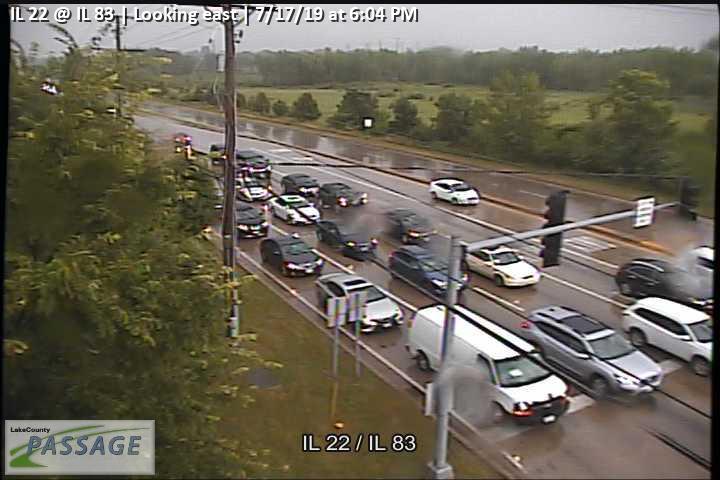 IL 22 @ IL 83 | Looking east | 7/17/19 at 6:04 PM
LakeCounty
PASSAGE
IL 22 / IL 83